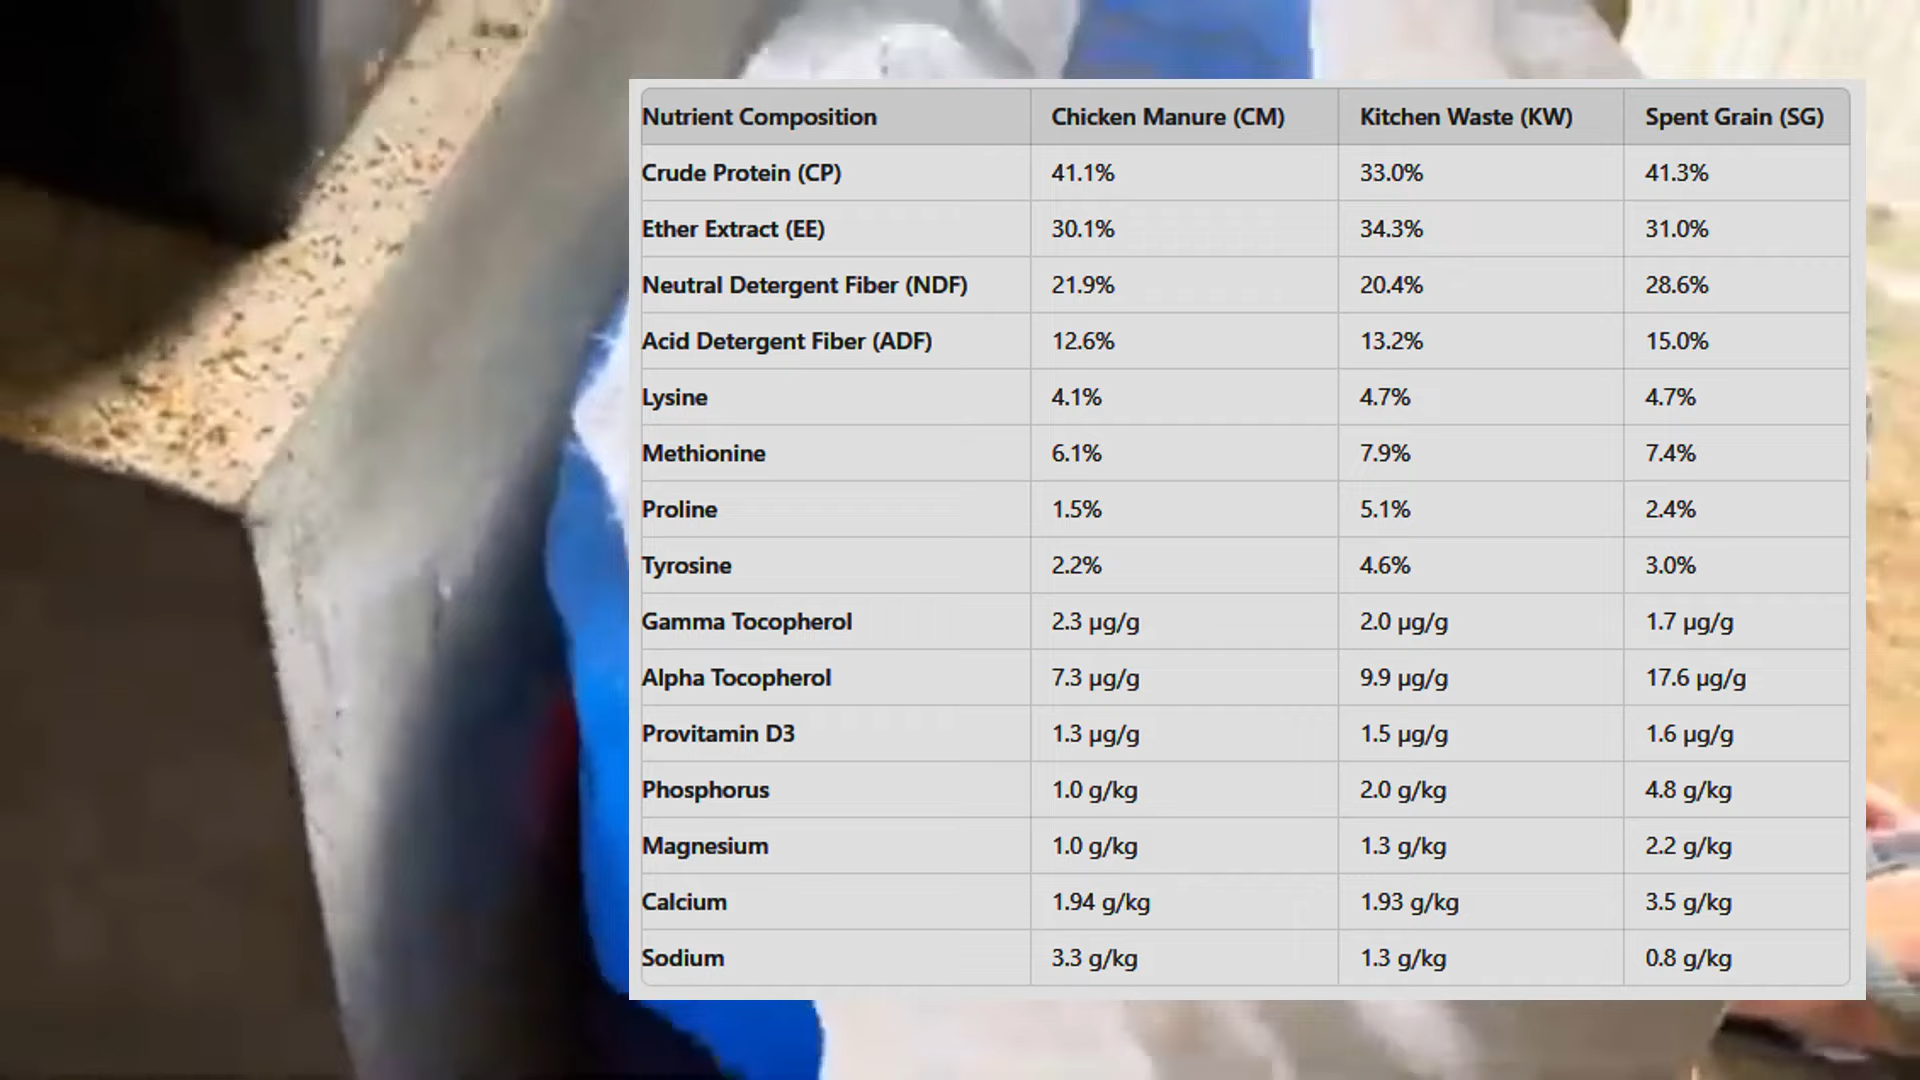 Nutrient Composition Chicken Manure (CM) Kitchen Waste (KW) Spent Grain (SG)
Crude Protein (CP) 41.1% 33.0% 41.3%
Ether Extract (EE) 30.1% 34.3% 31.0%
Neutral Detergent Fiber (NDF) 21.9% 20.4% 28.6%
Acid Detergent Fiber (ADF) 12.6% 13.2% 15.0%
Lysine 4.1% 4.7% 4.7%
Methionine 6.1% 7.9% 7.4%
Proline 1.5% 5.1% 2.4%
Tyrosine 2.2% 4.6% 3.0%
Gamma Tocopherol 2.3 µg/g 2.0 µg/g 1.7 µg/g
Alpha Tocopherol 7.3 µg/g 9.9 µg/g 17.6 µg/g
Provitamin D3 1.3 µg/g 1.5 µg/g 1.6 µg/g
Phosphorus 1.0 g/kg 2.0 g/kg 4.8 g/kg
Magnesium 1.0 g/kg 1.3 g/kg 2.2 g/kg
Calcium 1.94 g/kg 1.93 g/kg 3.5 g/kg
Sodium 3.3 g/kg 1.3 g/kg 0.8 g/kg